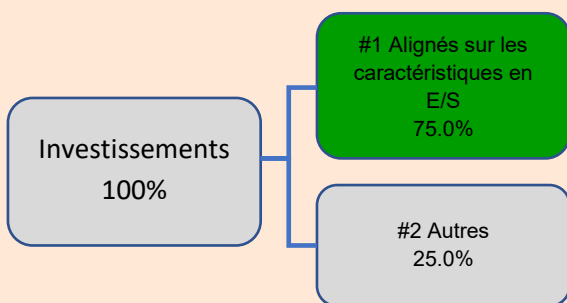 #1 Alignés sur les
caractéristiques en
E/S
75.0%
Investissements
100%
#2 Autres
25.0%